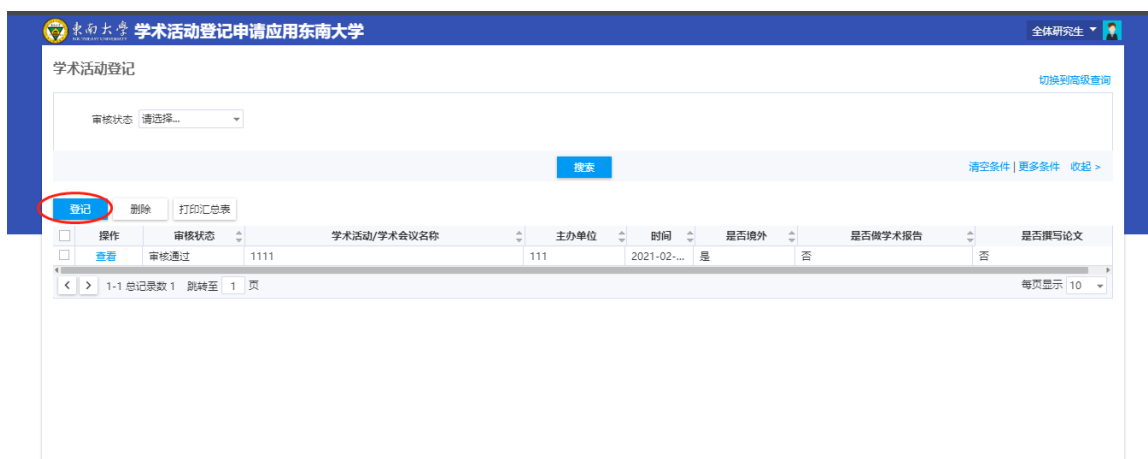 東南大學 学术活动登记申请应用东南大学 全体研究生
学术活动登记
切换到高级查询
审核状态 请选择...
搜索 清空条件 | 更多条件 收起 >
登记 删除 打印汇总表
操作 审核状态 学术活动/学术会议名称 主办单位 时间 是否境外 是否做学术报告 是否撰写论文
查看 审核通过 1111 111 2021-02-... 是 否 否
< > 1-1 总记录数 1 跳转至 1 页 每页显示 10